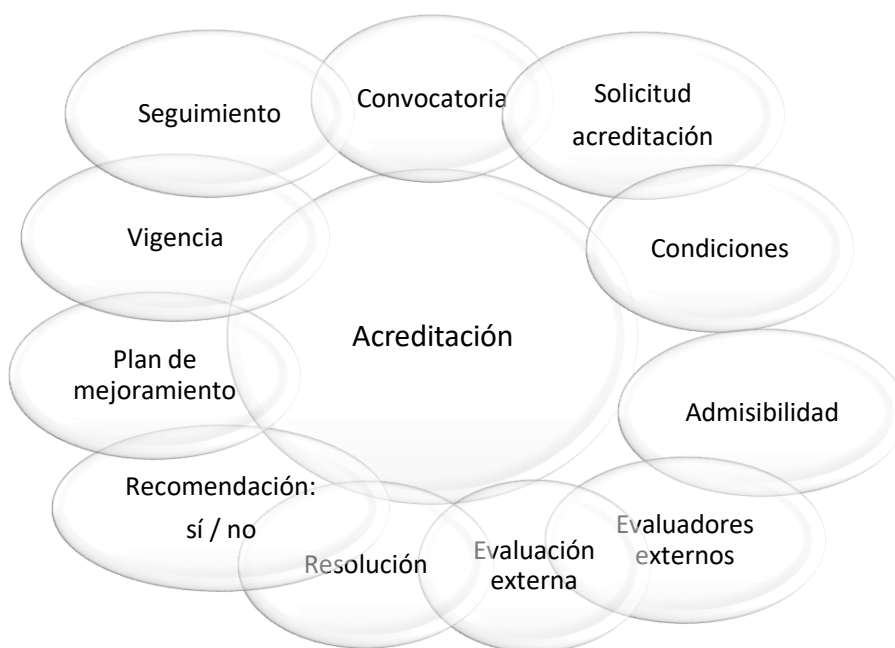 Convocatoria
Solicitud
acreditación
Condiciones
Admisibilidad
Evaluadores
externos
Evaluación
externa
Resolución
Recomendación:
sí / no
Plan de
mejoramiento
Vigencia
Seguimiento
Acreditación